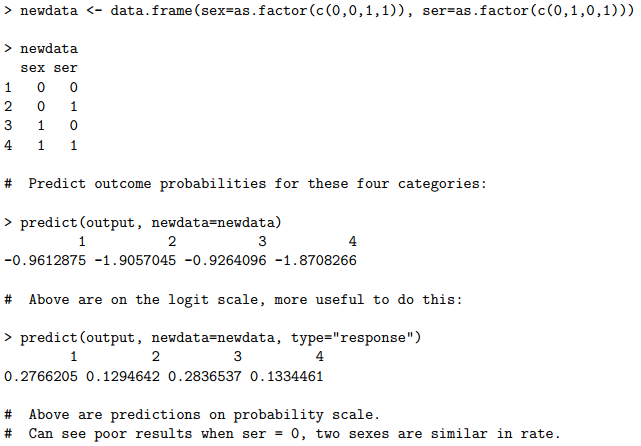 > newdata <- data.frame(sex=as.factor(c(0,0,1,1)), ser=as.factor(c(0,1,0,1)))
> newdata
  sex ser
1   0   0
2   0   1
3   1   0
4   1   1
#  Predict outcome probabilities for these four categories:
> predict(output, newdata=newdata)
         1          2          3          4
-0.9612875 -1.9057045 -0.9264096 -1.8708266
#  Above are on the logit scale, more useful to do this:
> predict(output, newdata=newdata, type="response")
        1         2         3         4
0.2766205 0.1294642 0.2836537 0.1334461
#  Above are predictions on probability scale.
#  Can see poor results when ser = 0, two sexes are similar in rate.